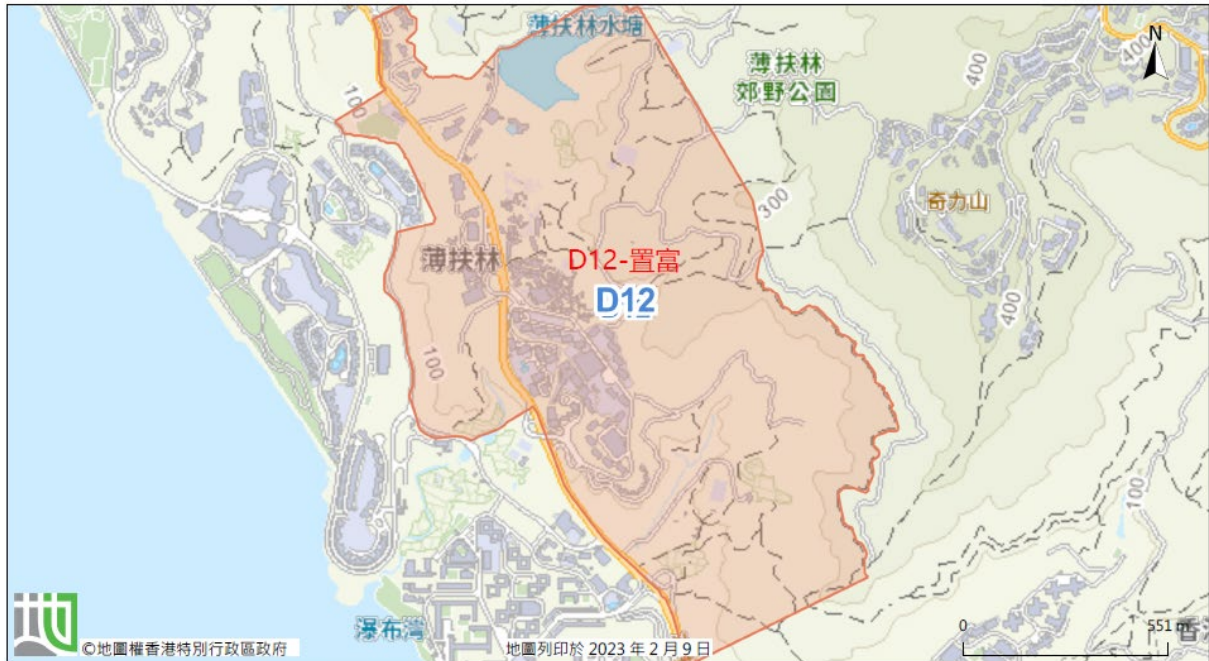 薄扶林水塘
N
400
400
薄扶林
郊野公園
100
300
奇力山
D12-置富
薄扶林
D12
400
100
100
瀑布灣
0
551 m
©地圖權香港特別行政區政府
地圖列印於 2023 年 2 月 9 日